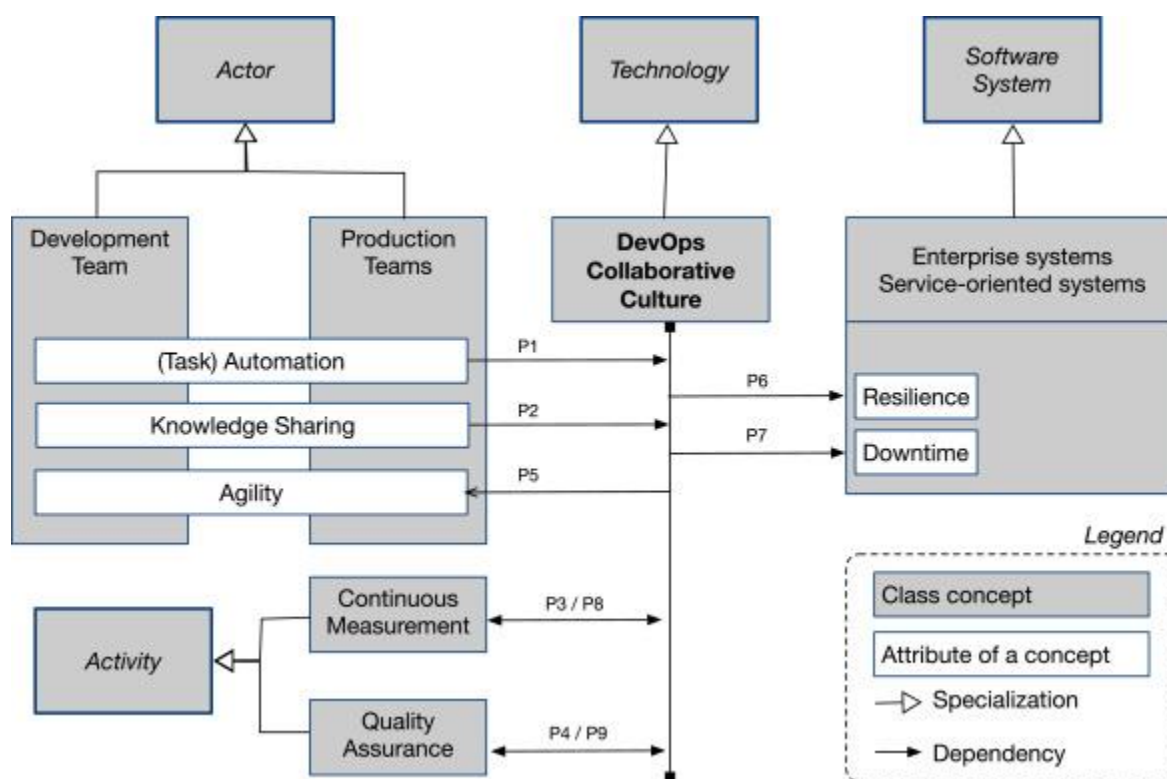 Actor
Technology
Software
System
Development
Team
Production
Teams
DevOps
Collaborative
Culture
Enterprise systems
Service-oriented systems
(Task) Automation
P1
Knowledge Sharing
P2
Agility
P5
P6
Resilience
P7
Downtime
Activity
Continuous
Measurement
P3 / P8
Quality
Assurance
P4 / P9
Legend
Class concept
Attribute of a concept
Specialization
Dependency